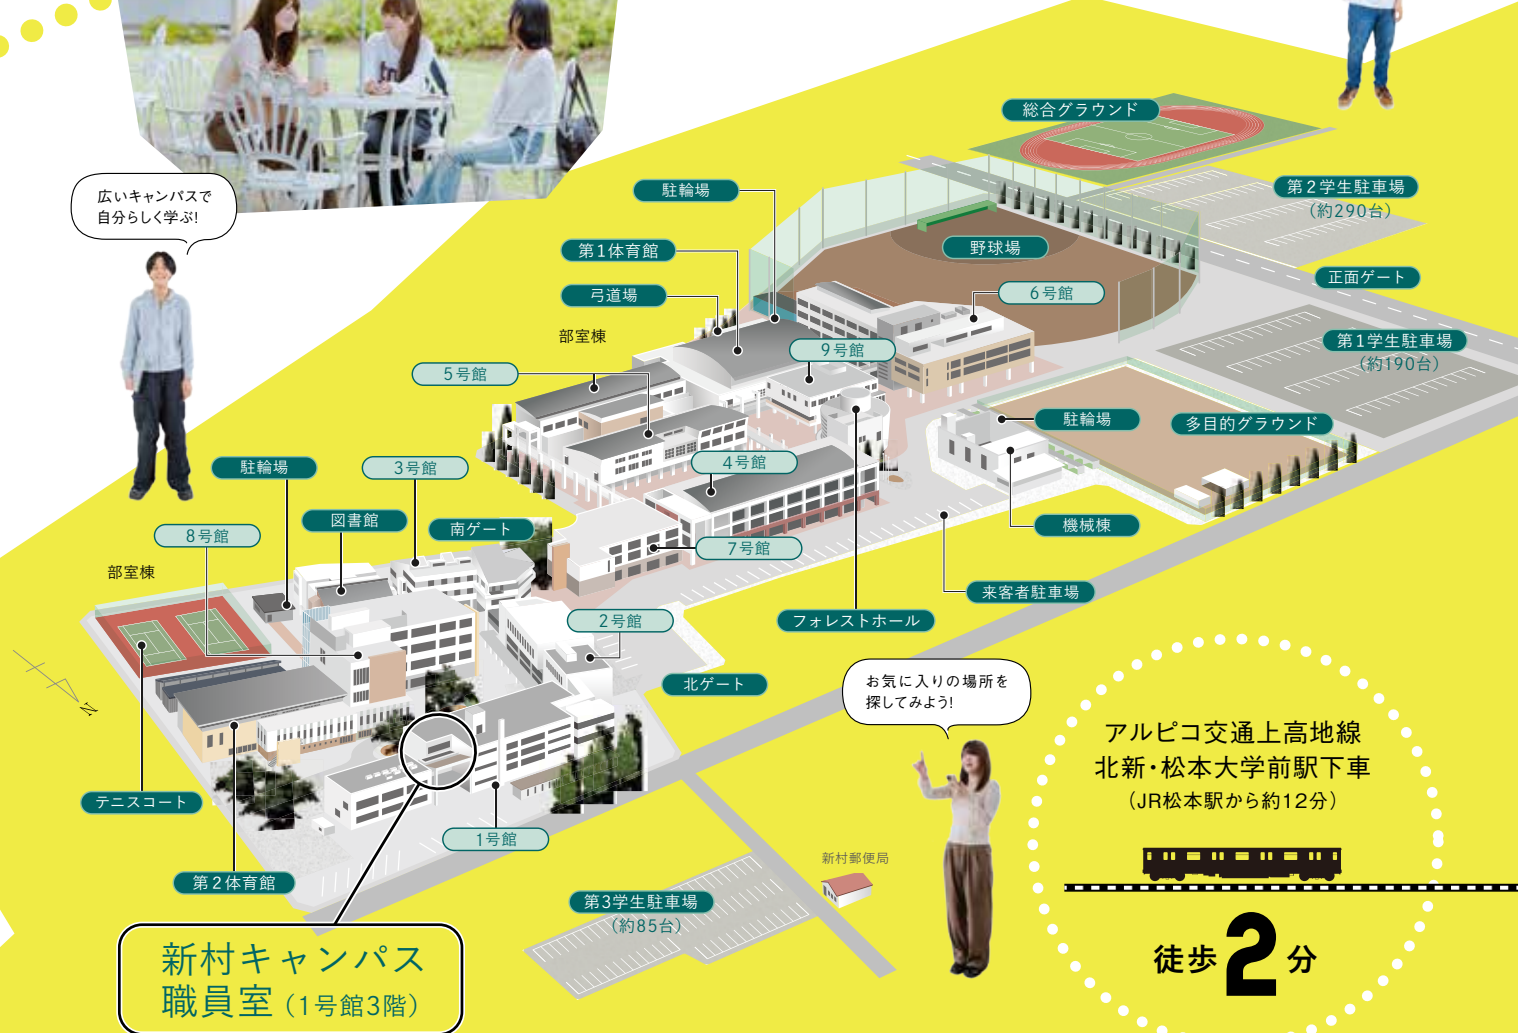 総合グラウンド
駐輪場
第2学生駐車場
（約290台）
広いキャンパスで
自分らしく学ぶ!
第1体育館
野球場
正面ゲート
弓道場
6号館
部室棟
9号館
第1学生駐車場
（約190台）
5号館
駐輪場
多目的グラウンド
駐輪場
3号館
4号館
図書館
南ゲート
機械棟
8号館
7号館
部室棟
来客者駐車場
2号館
フォレストホール
北ゲート
お気に入りの場所を
探してみよう!
N
アルピコ交通上高地線
北新・松本大学前駅下車
（JR松本駅から約12分）
テニスコート
1号館
新村郵便局
第2体育館
第3学生駐車場
（約85台）
新村キャンパス
職員室（1号館3階）
徒歩2分